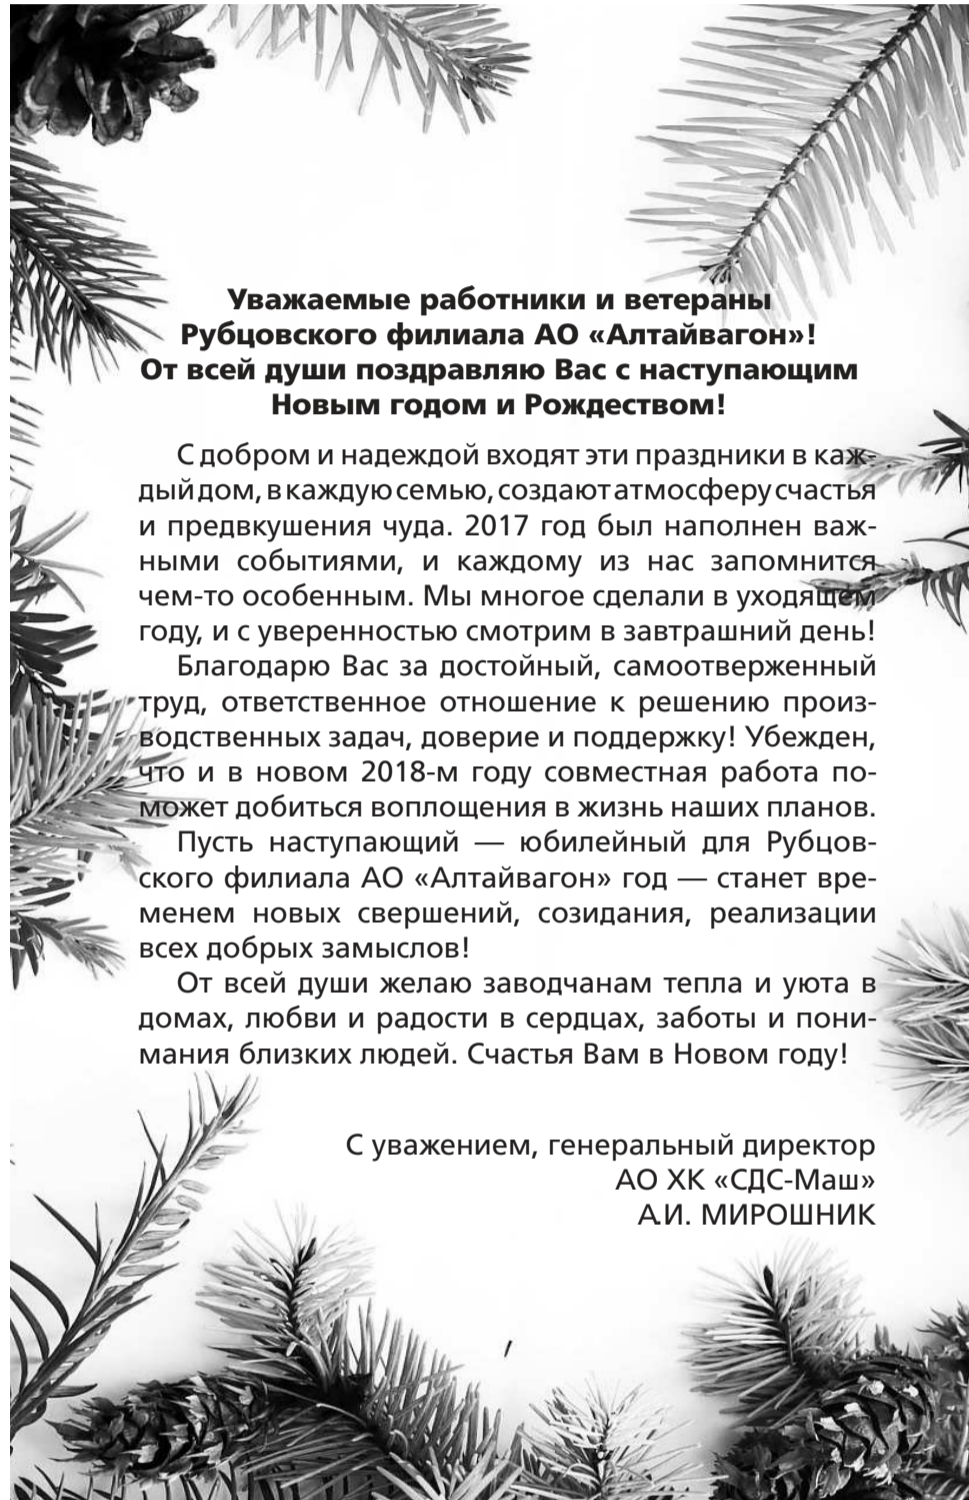 Уважаемые работники и ветераны
Рубцовского филиала АО «Алтайвагон»!
От всей души поздравляю Вас с наступающим
Новым годом и Рождеством!
С добром и надеждой входят эти праздники в каж-
дый дом, в каждую семью, создают атмосферу счастья
и предвкушения чуда. 2017 год был наполнен важ-
ными событиями, и каждому из нас запомнится
чем-то особенным. Мы многое сделали в уходящем
году, и с уверенностью смотрим в завтрашний день!
Благодарю Вас за достойный, самоотверженный
труд, ответственное отношение к решению произ-
водственных задач, доверие и поддержку! Убежден,
что и в новом 2018-м году совместная работа по-
может добиться воплощения в жизнь наших планов.
Пусть наступающий — юбилейный для Рубцов-
ского филиала АО «Алтайвагон» год — станет вре-
менем новых свершений, созидания, реализации
всех добрых замыслов!
От всей души желаю заводчанам тепла и уюта в
домах, любви и радости в сердцах, заботы и пони-
мания близких людей. Счастья Вам в Новом году!
С уважением, генеральный директор
АО ХК «СДС-Маш»
А.И. МИРОШНИК